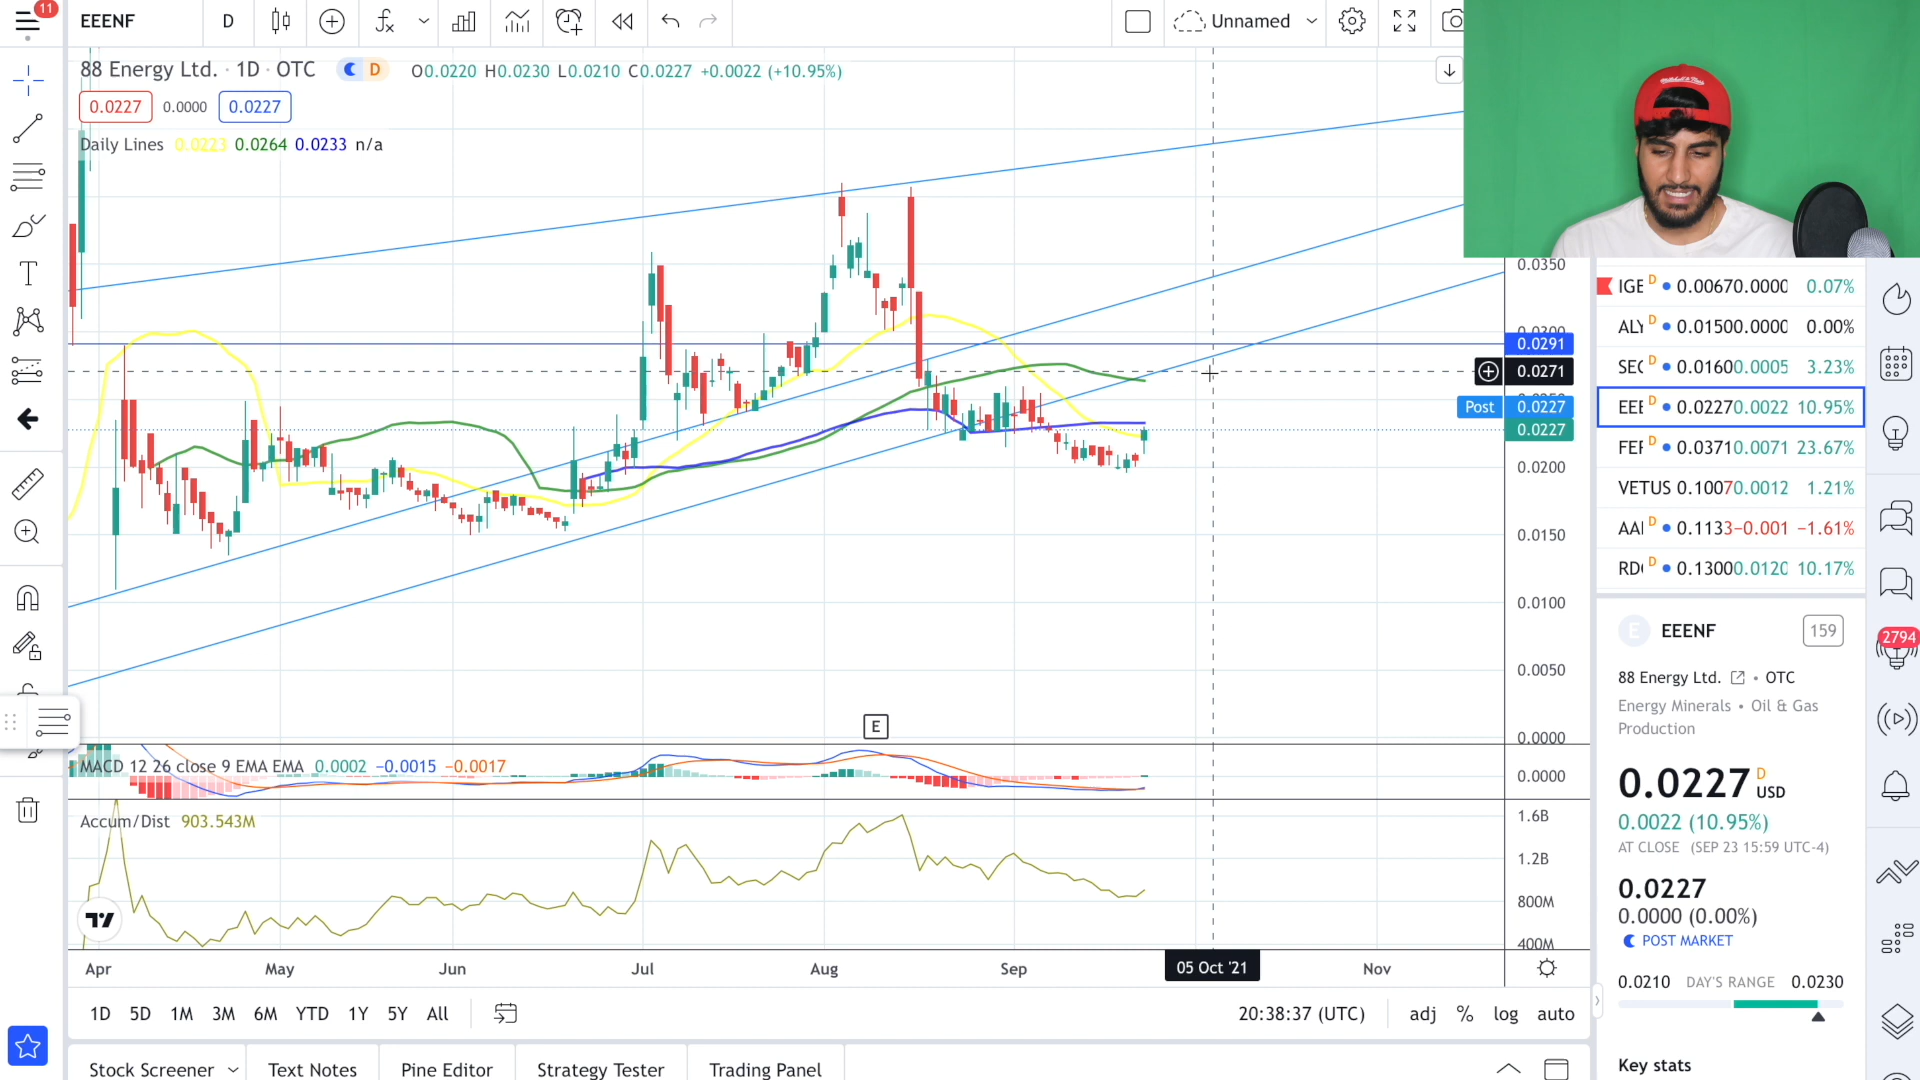 11
EEENF D Unnamed
88 Energy Ltd. · 1D · OTC D O0.0220 H0.0230 L0.0210 C0.0227 +0.0022 (+10.95%)
0.0227 0.0000 0.0227
Daily Lines 0.0223 0.0264 0.0233 n/a
0.0350
0.0300
0.0291
0.0271
Post 0.0227
0.0227
0.0200
0.0150
0.0100
0.0050
0.0000
E
MACD 12 26 close 9 EMA EMA 0.0002 −0.0015 −0.0017
0.0000
Accum/Dist 903.543M
1.6B
1.2B
800M
400M
Apr May Jun Jul Aug Sep 05 Oct '21 Nov
1D 5D 1M 3M 6M YTD 1Y 5Y All 20:38:37 (UTC) adj % log auto
Stock Screener Text Notes Pine Editor Strategy Tester Trading Panel
IGE D 0.00670.0000 0.07%
ALY D 0.01500.0000 0.00%
SEC D 0.01600.0005 3.23%
EEE D 0.02270.0022 10.95%
FEF D 0.03710.0071 23.67%
VETUS 0.10070.0012 1.21%
AAI D 0.1133−0.001 −1.61%
RD D 0.13000.0120 10.17%
E EEENF 159
88 Energy Ltd. • OTC
Energy Minerals • Oil & Gas
Production
0.0227 D USD
0.0022 (10.95%)
AT CLOSE (SEP 23 15:59 UTC-4)
0.0227
0.0000 (0.00%)
POST MARKET
0.0210 DAY'S RANGE 0.0230
Key stats
2794